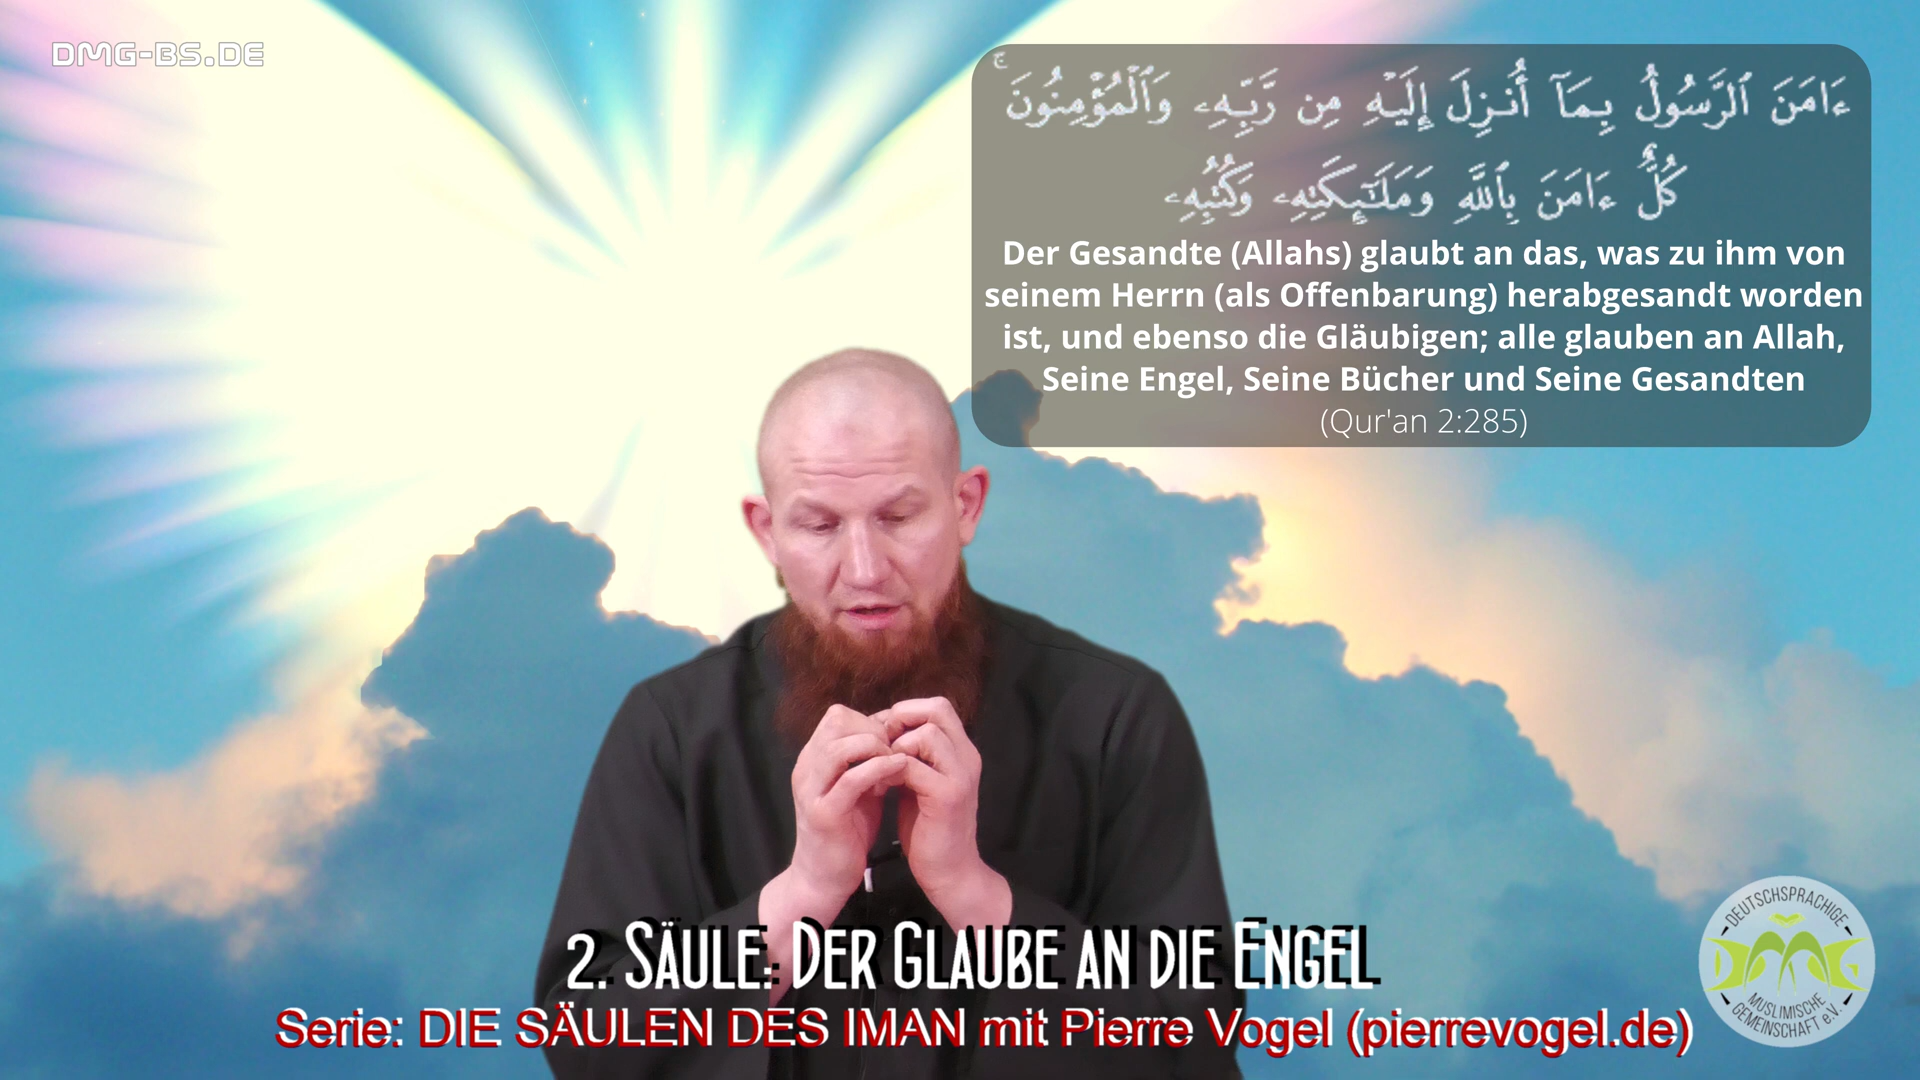 DMG-BS.DE
ءَامَنَ ٱلرَّسُولُ بِمَآ أُنزِلَ إِلَيْهِ مِن رَّبِّهِۦ وَٱلْمُؤْمِنُونَ ۚ
كُلٌّ ءَامَنَ بِٱللَّهِ وَمَلَـٰٓئِكَتِهِۦ وَكُتُبِهِۦ
Der Gesandte (Allahs) glaubt an das, was zu ihm von
seinem Herrn (als Offenbarung) herabgesandt worden
ist, und ebenso die Gläubigen; alle glauben an Allah,
Seine Engel, Seine Bücher und Seine Gesandten
(Qur'an 2:285)
2. SÄULE: DER GLAUBE AN DIE ENGEL
Serie: DIE SÄULEN DES IMAN mit Pierre Vogel (pierrevogel.de)
DEUTSCHSPRACHIGE
DMG
MUSLIMISCHE
GEMEINSCHAFT e.V.